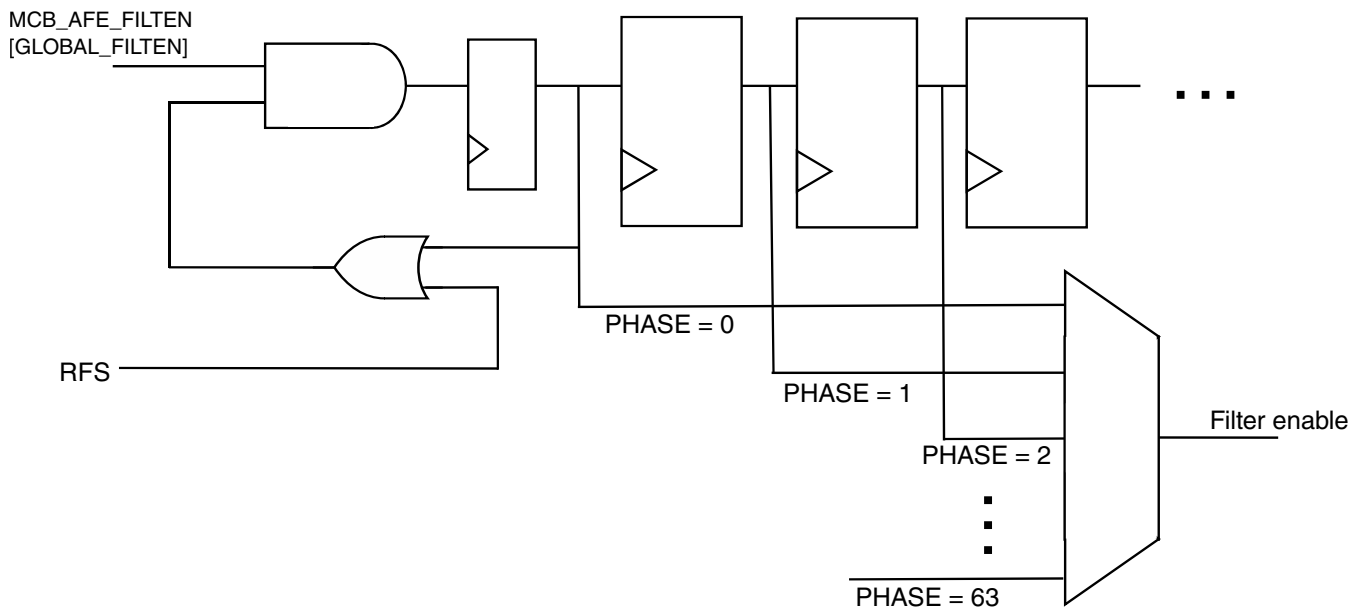 MCB_AFE_FILTEN
[GLOBAL_FILTEN]
PHASE = 0
RFS
PHASE = 1
Filter enable
PHASE = 2
PHASE = 63